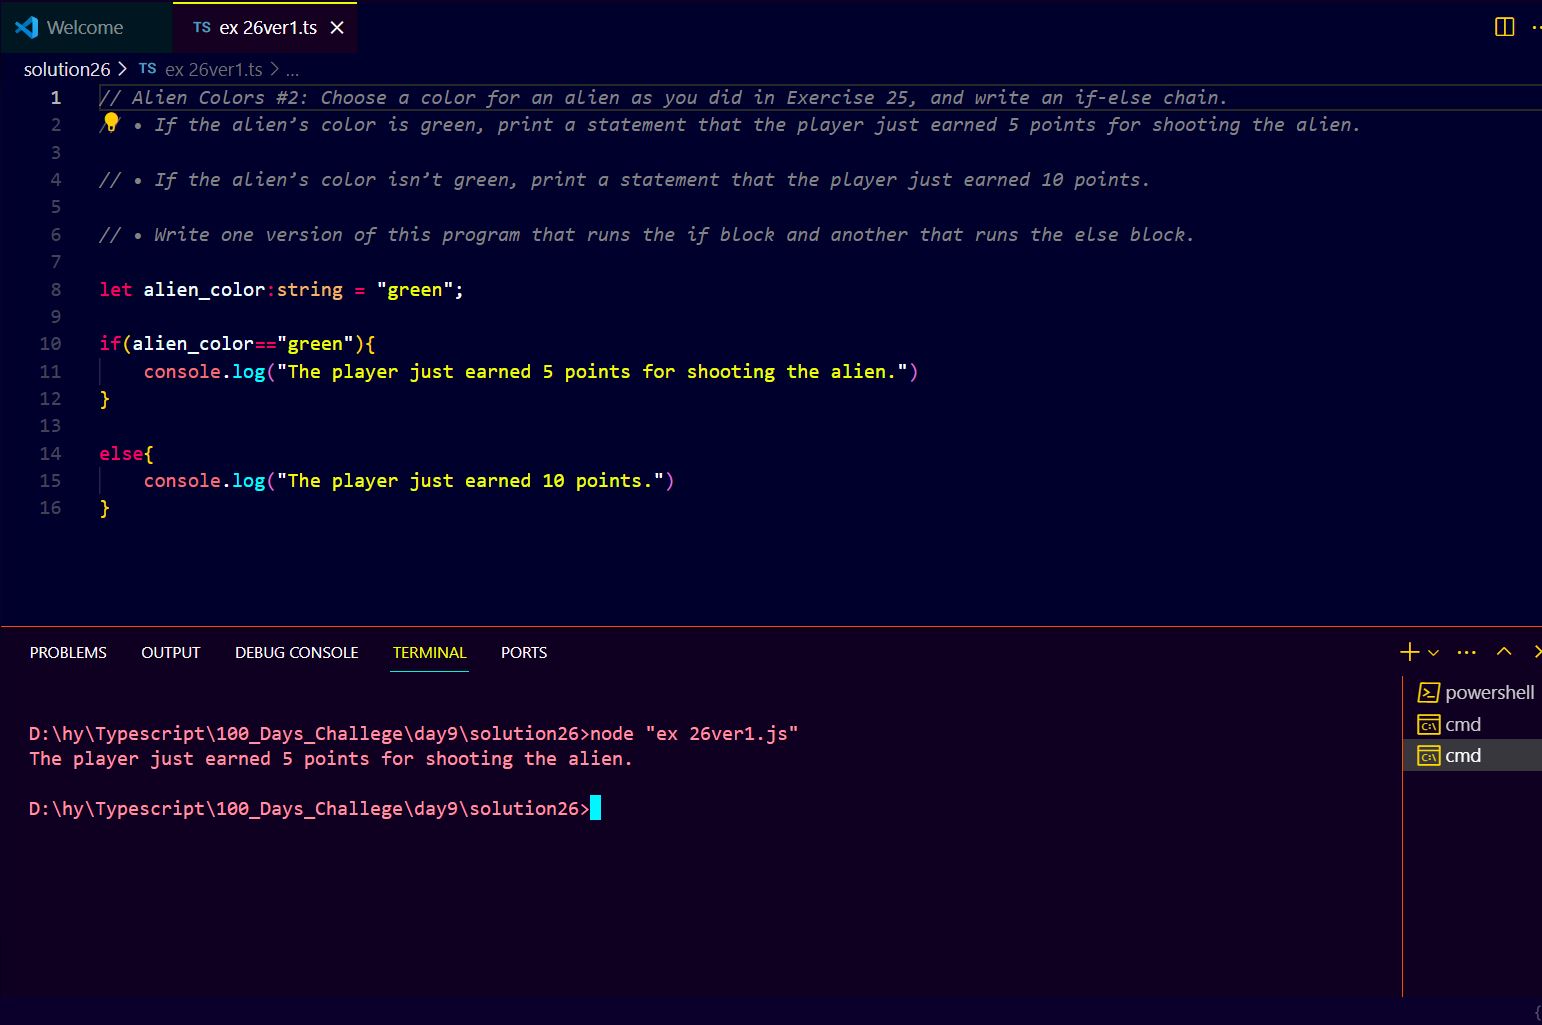 Welcome
TS ex 26ver1.ts
solution26 > TS ex 26ver1.ts > ...
1 // Alien Colors #2: Choose a color for an alien as you did in Exercise 25, and write an if-else chain.
2 // • If the alien’s color is green, print a statement that the player just earned 5 points for shooting the alien.
3
4 // • If the alien’s color isn’t green, print a statement that the player just earned 10 points.
5
6 // • Write one version of this program that runs the if block and another that runs the else block.
7
8 let alien_color:string = "green";
9
10 if(alien_color=="green"){
11 console.log("The player just earned 5 points for shooting the alien.")
12 }
13
14 else{
15 console.log("The player just earned 10 points.")
16 }
PROBLEMS OUTPUT DEBUG CONSOLE TERMINAL PORTS
powershell
cmd
cmd
D:\hy\Typescript\100_Days_Challege\day9\solution26>node "ex 26ver1.js"
The player just earned 5 points for shooting the alien.
D:\hy\Typescript\100_Days_Challege\day9\solution26>